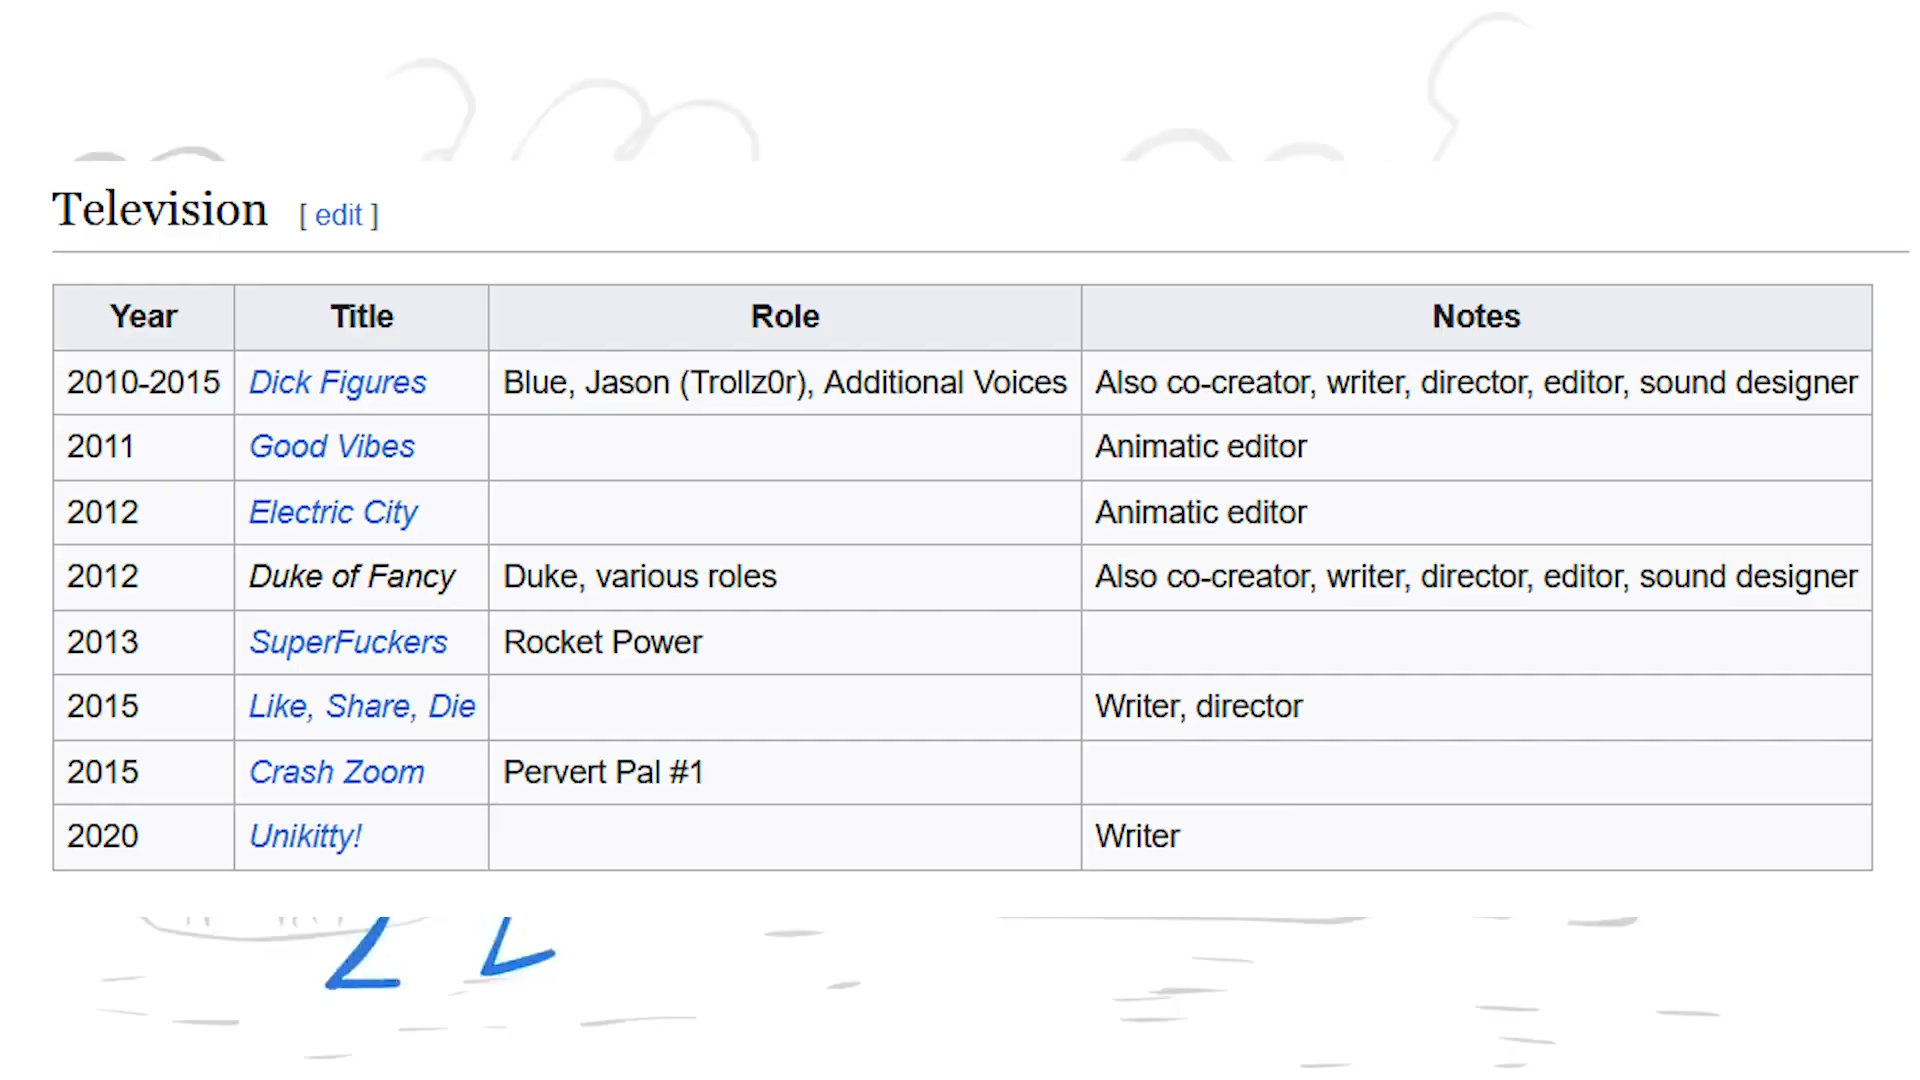 Television [ edit ]
Year Title Role Notes
2010-2015 Dick Figures Blue, Jason (Trollz0r), Additional Voices Also co-creator, writer, director, editor, sound designer
2011 Good Vibes Animatic editor
2012 Electric City Animatic editor
2012 Duke of Fancy Duke, various roles Also co-creator, writer, director, editor, sound designer
2013 SuperFuckers Rocket Power
2015 Like, Share, Die Writer, director
2015 Crash Zoom Pervert Pal #1
2020 Unikitty! Writer